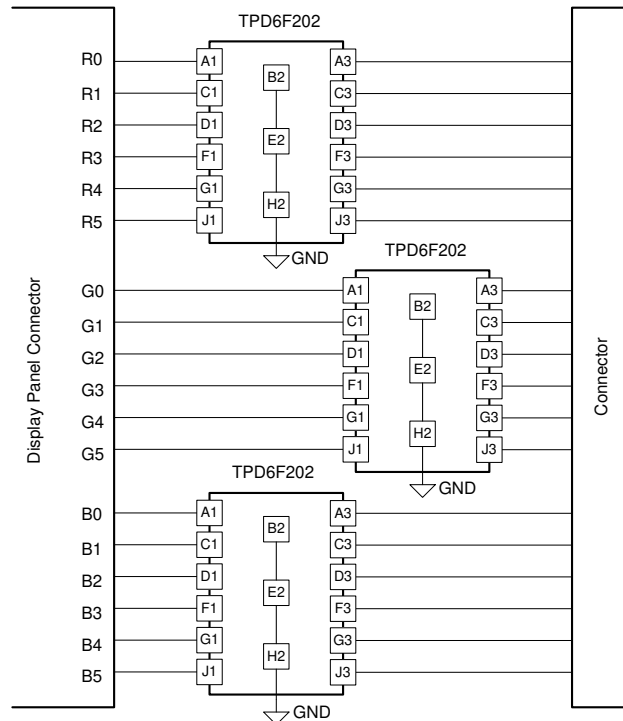 TPD6F202
R0 A1 A3
B2
R1 C1 C3
R2 D1 D3
E2
R3 F1 F3
R4 G1 G3
H2
R5 J1 J3
GND
TPD6F202
G0 A1 A3
B2
G1 C1 C3
G2 D1 D3
E2
G3 F1 F3
G4 G1 G3
H2
G5 J1 J3
GND
TPD6F202
B0 A1 A3
B2
B1 C1 C3
B2 D1 D3
E2
B3 F1 F3
B4 G1 G3
H2
B5 J1 J3
GND
Display Panel Connector
Connector